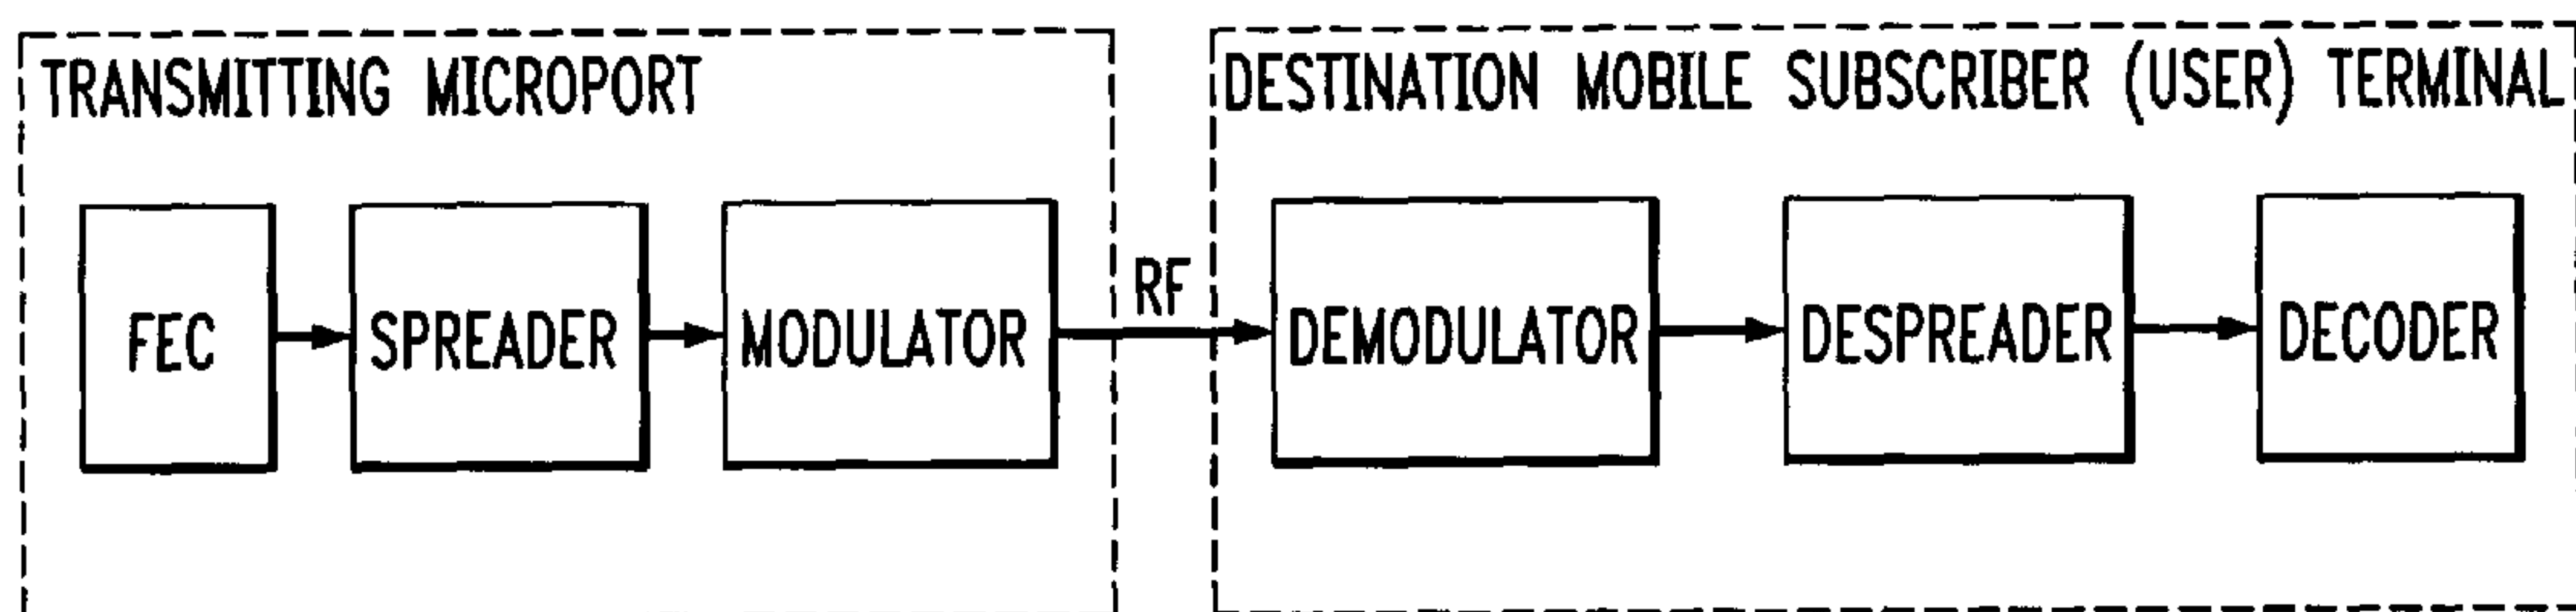 TRANSMITTING MICROPORT
FEC
SPREADER
MODULATOR
RF
DESTINATION MOBILE SUBSCRIBER (USER) TERMINAL
DEMODULATOR
DESPREADER
DECODER